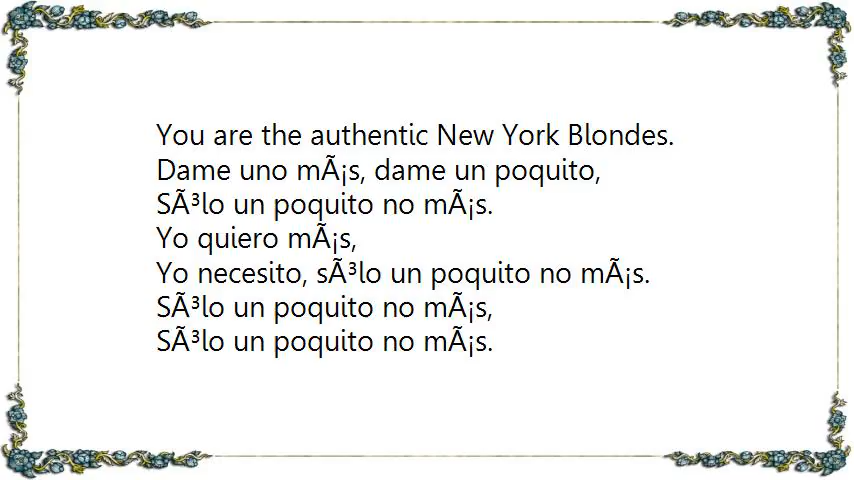 You are the authentic New York Blondes.
Dame uno mÃ¡s, dame un poquito,
SÃ³lo un poquito no mÃ¡s.
Yo quiero mÃ¡s,
Yo necesito, sÃ³lo un poquito no mÃ¡s.
SÃ³lo un poquito no mÃ¡s,
SÃ³lo un poquito no mÃ¡s.